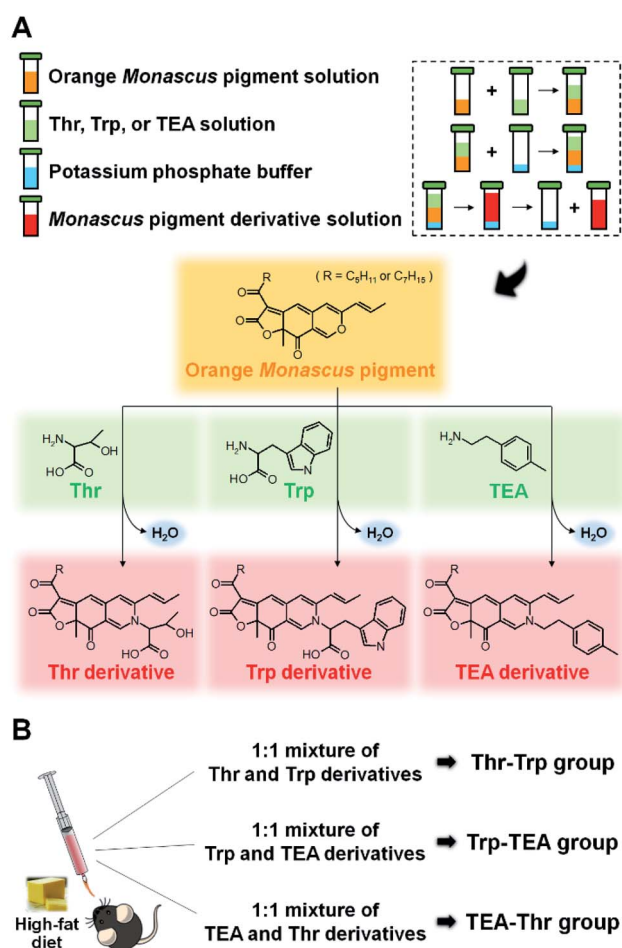 A
Orange Monascus pigment solution
Thr, Trp, or TEA solution
Potassium phosphate buffer
Monascus pigment derivative solution
+
+
+
( R = C₅H₁₁ or C₇H₁₅ )
R
O
O
O
O
O
Orange Monascus pigment
H₂N
OH
HO
O
Thr
H₂N
HO
O
N
Trp
H₂N
TEA
H₂O
H₂O
H₂O
R
O
O
O
O
N
OH
HO
O
Thr derivative
R
O
O
O
O
N
HO
O
N
Trp derivative
R
O
O
O
O
N
TEA derivative
B
1:1 mixture of
Thr and Trp derivatives
Thr-Trp group
1:1 mixture of
Trp and TEA derivatives
Trp-TEA group
High-fat
diet
1:1 mixture of
TEA and Thr derivatives
TEA-Thr group